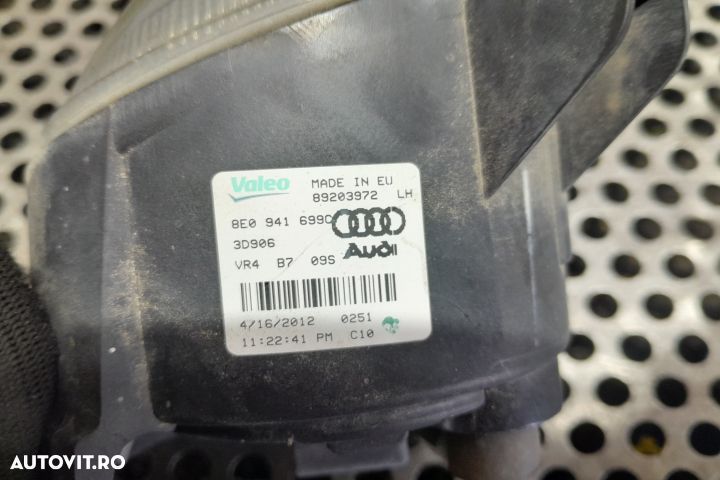 Valeo MADE IN EU
89203972 LH
8E0 941 699C
3D906 Audi
VR4 B7 09S
4/16/2012 0251
11:22:41 PM C10
AUTOVIT.RO